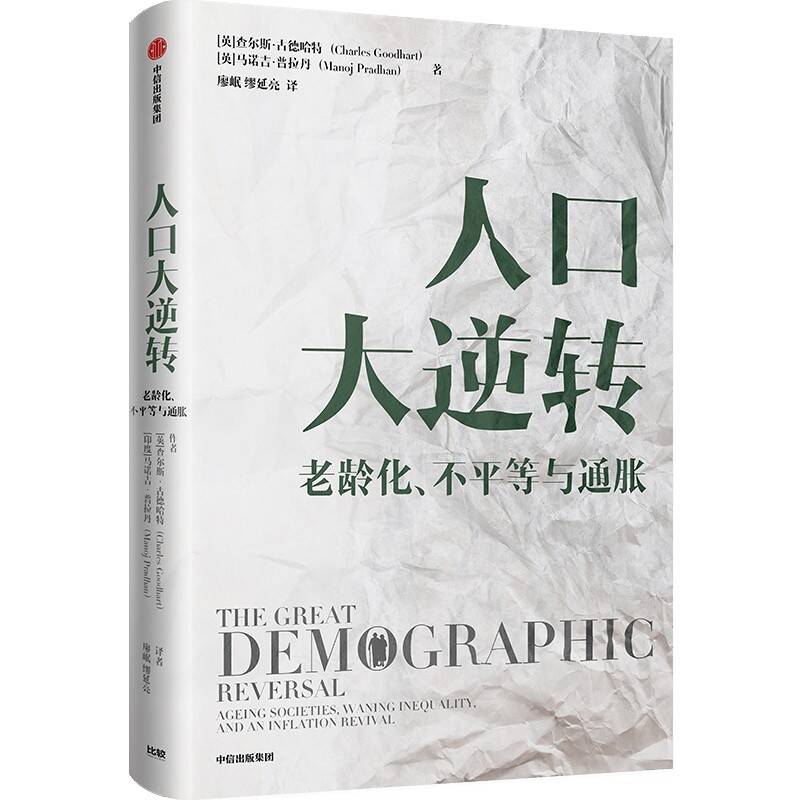 [英]查尔斯·古德哈特（Charles Goodhart）
[英]马诺吉·普拉丹（Manoj Pradhan） 著
廖岷 缪延亮 译
人口
大逆转
老龄化、不平等与通胀
THE GREAT
DEMOGRAPHIC
REVERSAL
AGEING SOCIETIES, WANING INEQUALITY,
AND AN INFLATION REVIVAL
中信出版集团
中信出版集团
人口大逆转
老龄化、
不平等与通胀
作者
[英]查尔斯·古德哈特（Charles Goodhart）
[印度]马诺吉·普拉丹（Manoj Pradhan）
译者
廖岷 缪延亮
比较